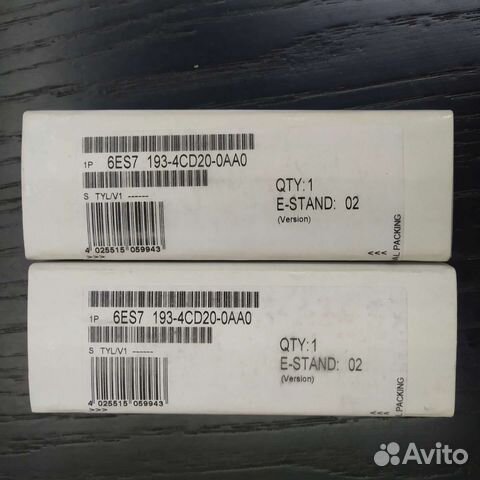 1P 6ES7 193-4CD20-0AA0
S TYL/V1 ------
QTY:1
E-STAND: 02
(Version)
4 025515 059943
AL PACKING
1P 6ES7 193-4CD20-0AA0
S TYL/V1 ------
QTY:1
E-STAND: 02
(Version)
4 025515 059943
AL PACKING
Avito